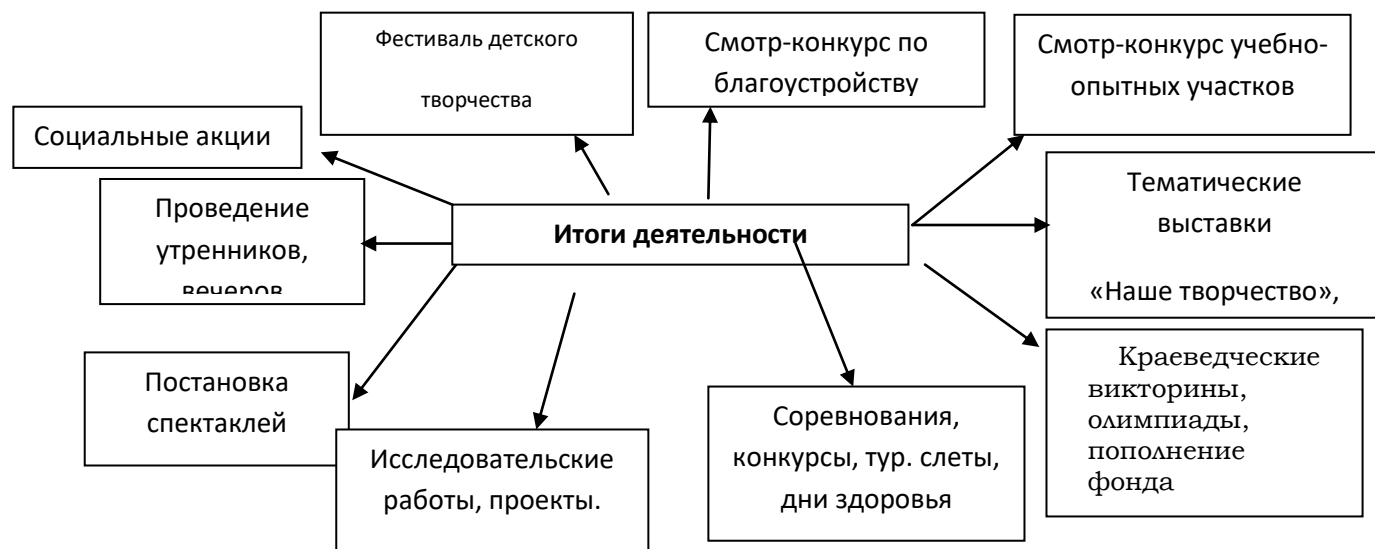 Фестиваль детского
творчества
Смотр-конкурс по
благоустройству
Смотр-конкурс учебно-
опытных участков
Социальные акции
Проведение
утренников,
вечеров
Итоги деятельности
Тематические
выставки
«Наше творчество»,
Постановка
спектаклей
Исследовательские
работы, проекты.
Соревнования,
конкурсы, тур. слеты,
дни здоровья
Краеведческие
викторины,
олимпиады,
пополнение
фонда